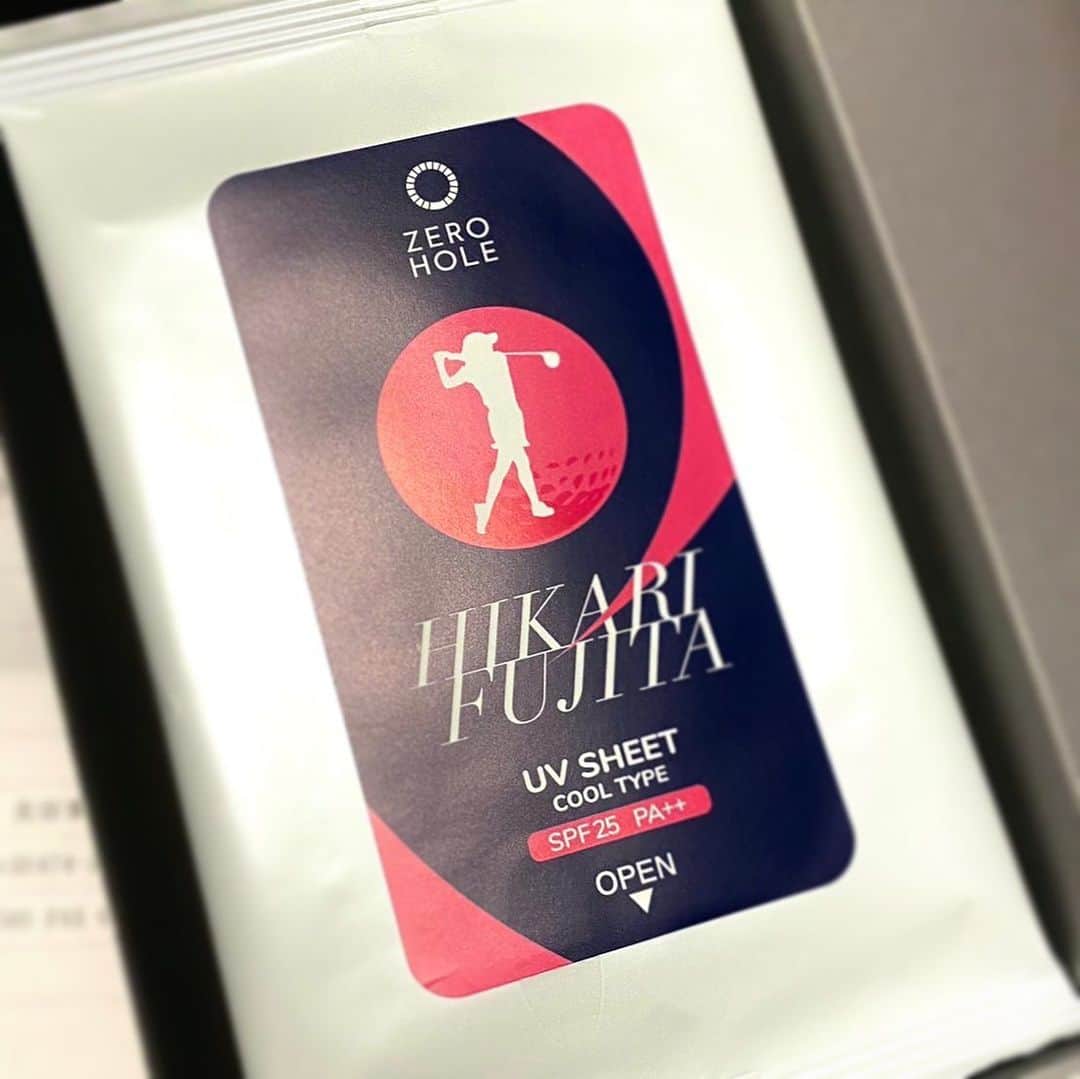 ZERO
HOLE
HIKARI
FUJITA
UV SHEET
COOL TYPE
SPF25 PA++
OPEN